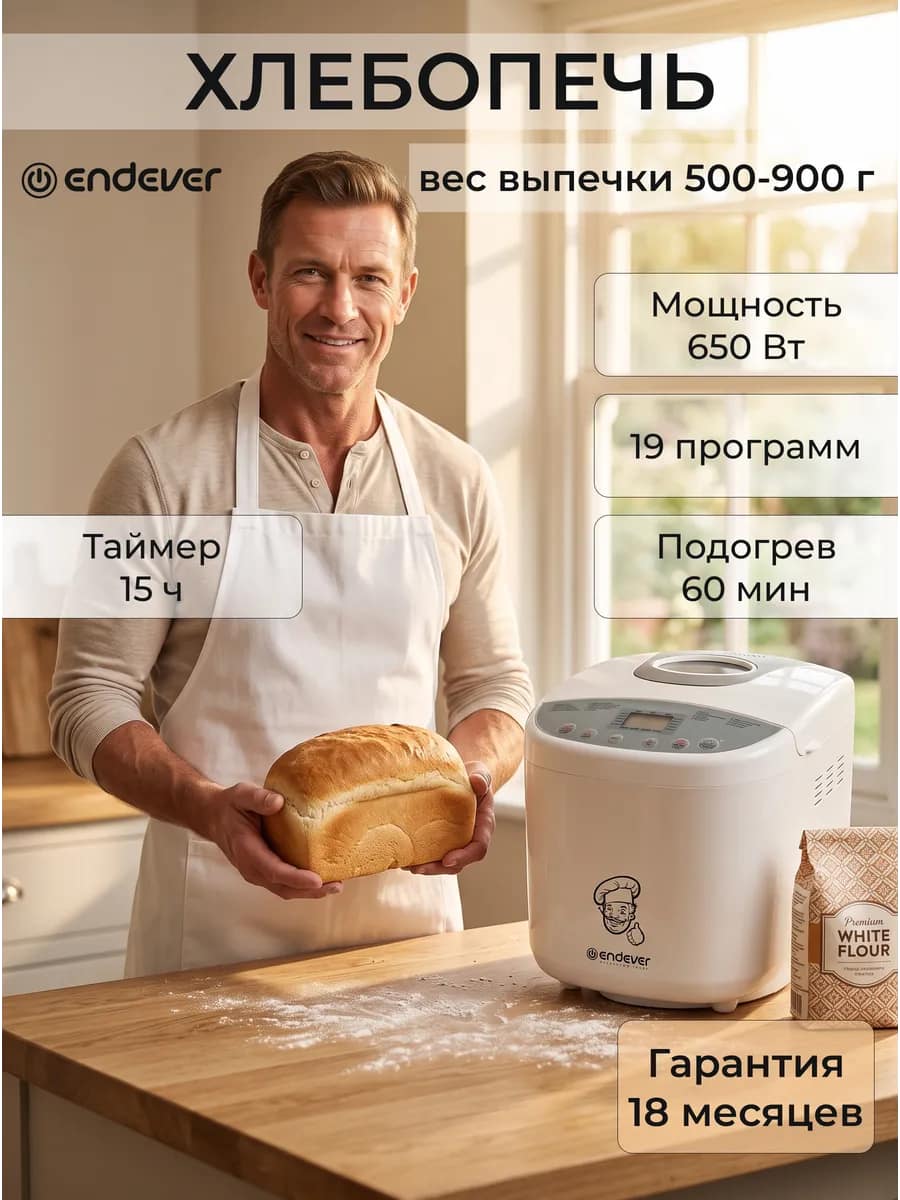 ХЛЕБОПЕЧЬ
endever
вес выпечки 500-900 г
Мощность
650 Вт
19 программ
Таймер
15 ч
Подогрев
60 мин
endever
Premium
WHITE
FLOUR
Гарантия
18 месяцев